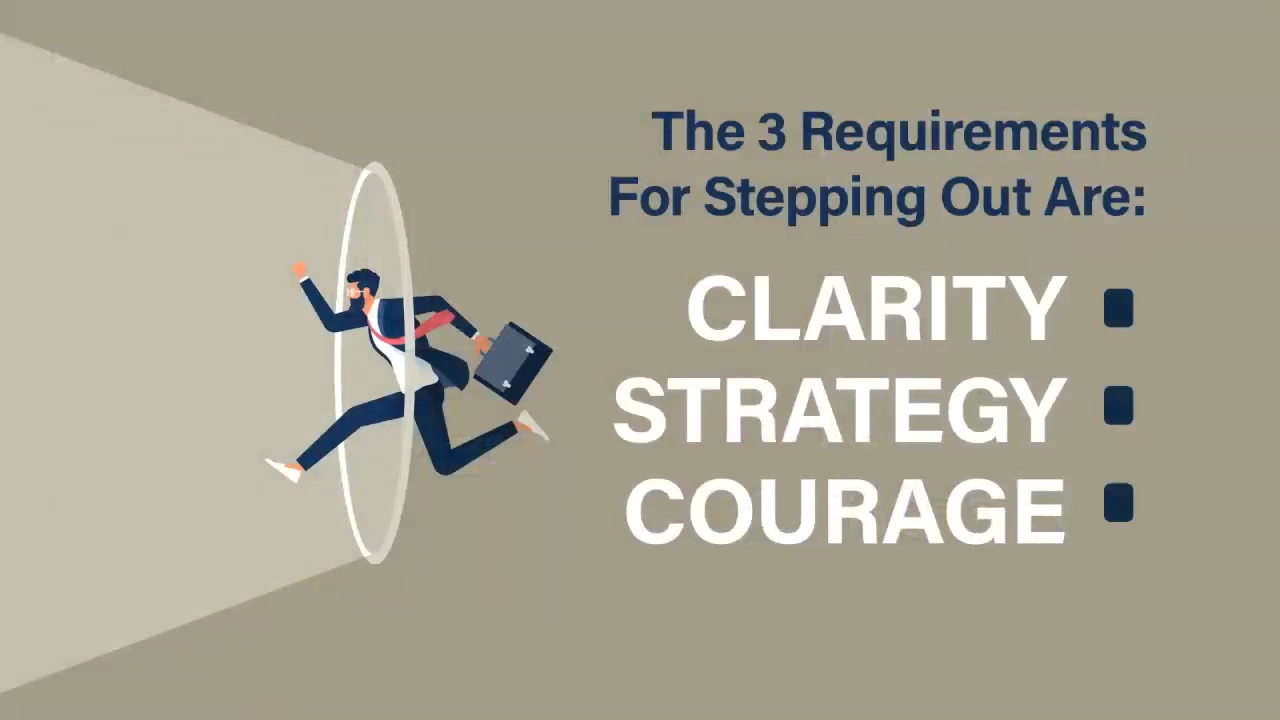 The 3 Requirements
For Stepping Out Are:
CLARITY
STRATEGY
COURAGE